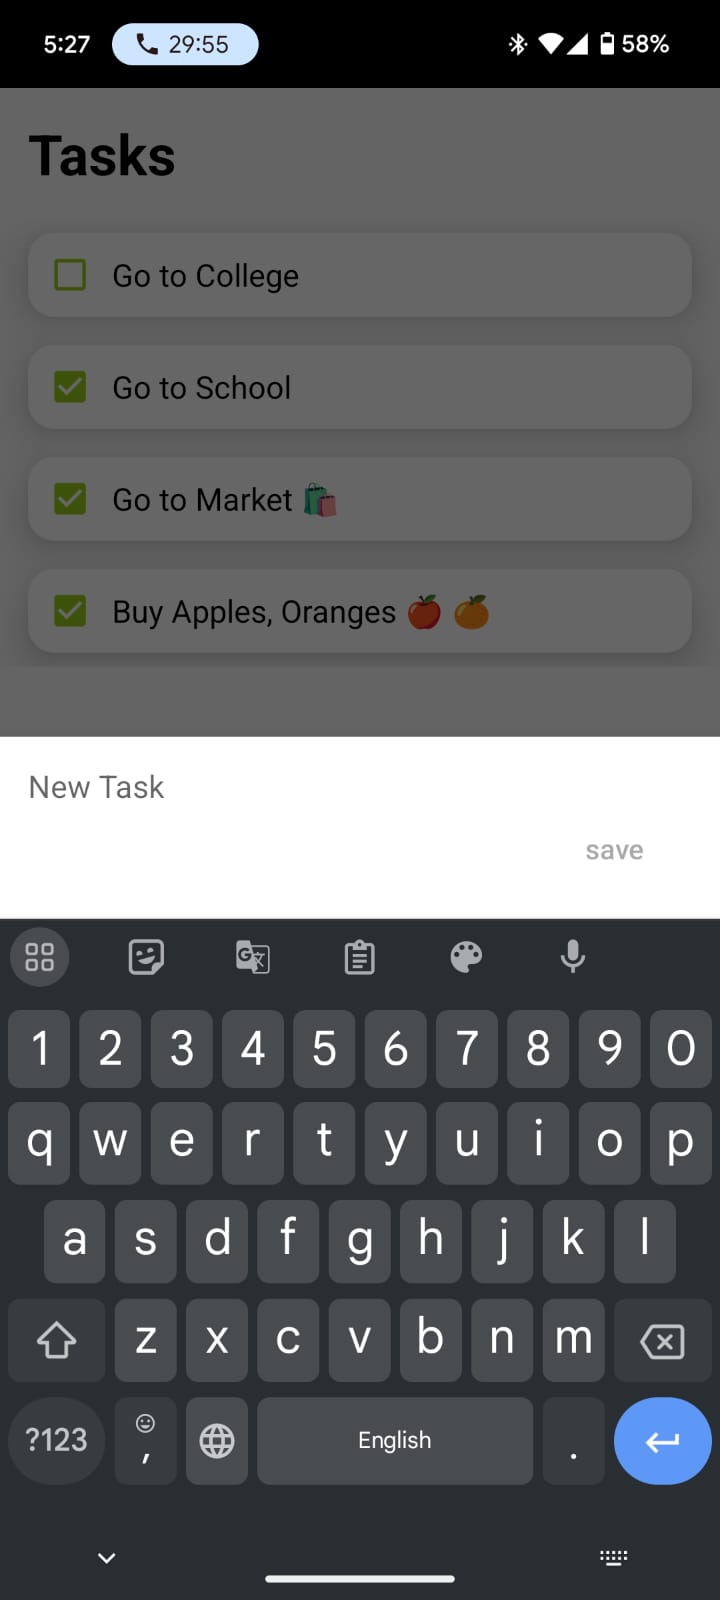 5:27 29:55 58%
Tasks
Go to College
Go to School
Go to Market 🛍️
Buy Apples, Oranges 🍎 🍊
New Task
save
1 2 3 4 5 6 7 8 9 0
q w e r t y u i o p
a s d f g h j k l
z x c v b n m
?123 , English .